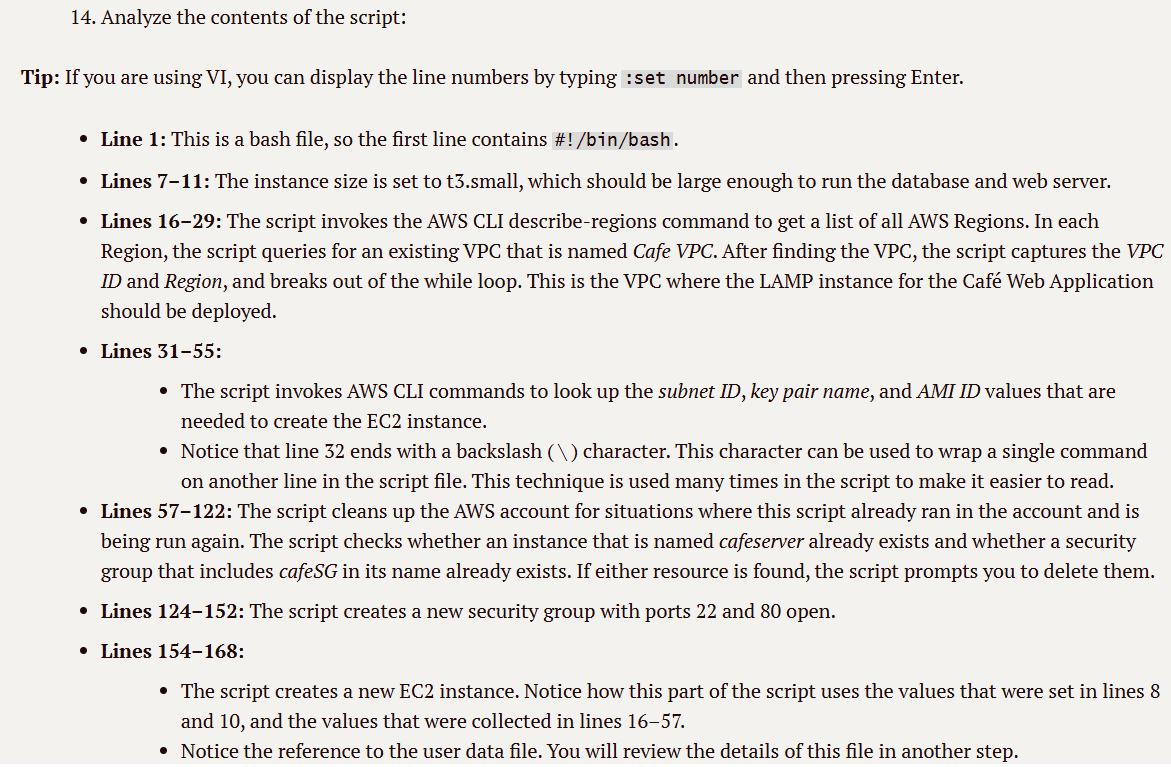 14. Analyze the contents of the script:
Tip: If you are using VI, you can display the line numbers by typing :set number and then pressing Enter.
• Line 1: This is a bash file, so the first line contains #!/bin/bash.
• Lines 7–11: The instance size is set to t3.small, which should be large enough to run the database and web server.
• Lines 16–29: The script invokes the AWS CLI describe-regions command to get a list of all AWS Regions. In each
Region, the script queries for an existing VPC that is named Cafe VPC. After finding the VPC, the script captures the VPC
ID and Region, and breaks out of the while loop. This is the VPC where the LAMP instance for the Café Web Application
should be deployed.
• Lines 31–55:
• The script invokes AWS CLI commands to look up the subnet ID, key pair name, and AMI ID values that are
needed to create the EC2 instance.
• Notice that line 32 ends with a backslash (\) character. This character can be used to wrap a single command
on another line in the script file. This technique is used many times in the script to make it easier to read.
• Lines 57–122: The script cleans up the AWS account for situations where this script already ran in the account and is
being run again. The script checks whether an instance that is named cafeserver already exists and whether a security
group that includes cafeSG in its name already exists. If either resource is found, the script prompts you to delete them.
• Lines 124–152: The script creates a new security group with ports 22 and 80 open.
• Lines 154–168:
• The script creates a new EC2 instance. Notice how this part of the script uses the values that were set in lines 8
and 10, and the values that were collected in lines 16–57.
• Notice the reference to the user data file. You will review the details of this file in another step.